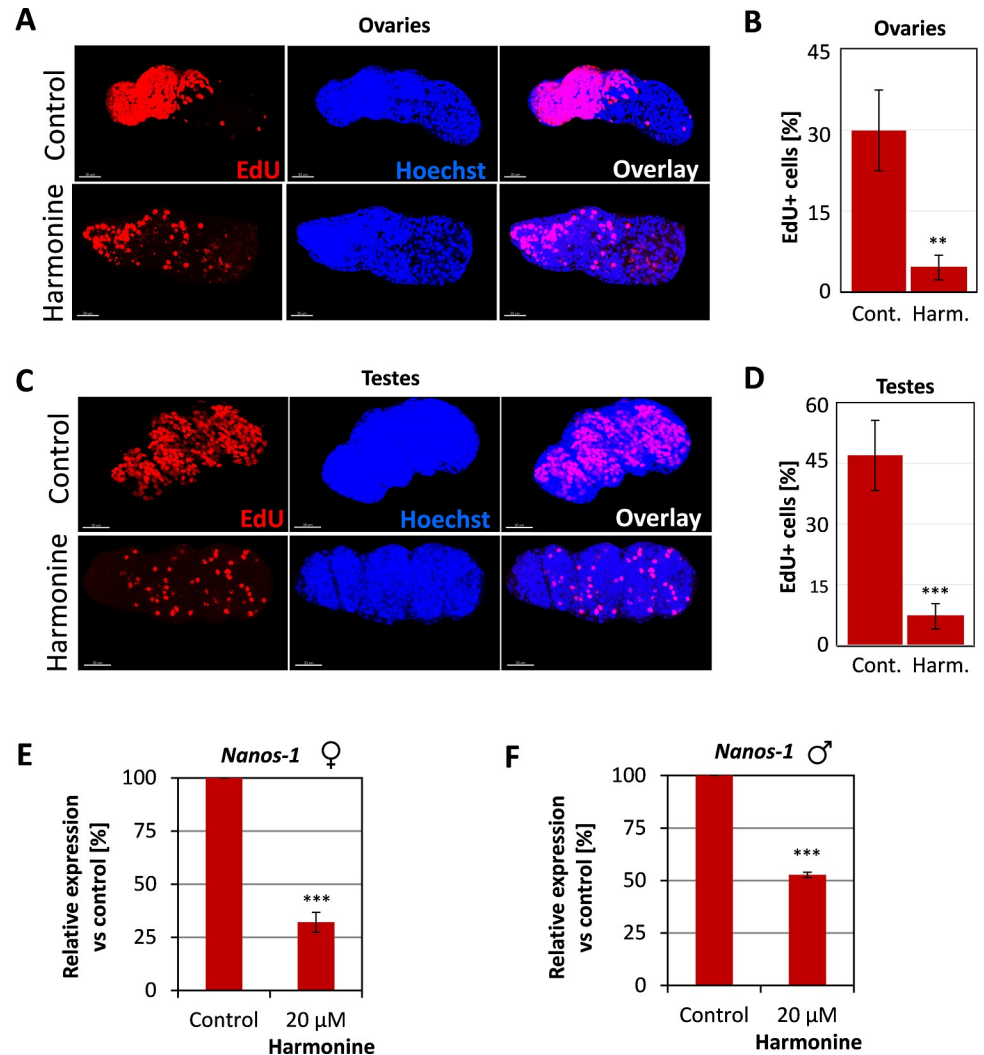 A
Ovaries
Control
EdU
Hoechst
Overlay
Harmonine
B
Ovaries
EdU+ cells [%]
45
30
15
0
**
Cont.
Harm.
C
Testes
Control
EdU
Hoechst
Overlay
Harmonine
D
Testes
EdU+ cells [%]
60
45
30
15
0
***
Cont.
Harm.
E
Nanos-1 ♀
Relative expression
vs control [%]
100
75
50
25
0
***
Control
20 µM
Harmonine
F
Nanos-1 ♂
Relative expression
vs control [%]
100
75
50
25
0
***
Control
20 µM
Harmonine